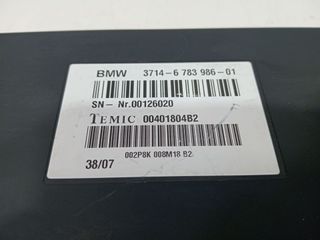 BMW 3714-6 783 986-01
SN- Nr.00126020
TEMIC 00401804B2
002P8K 008M18 B2
38/07